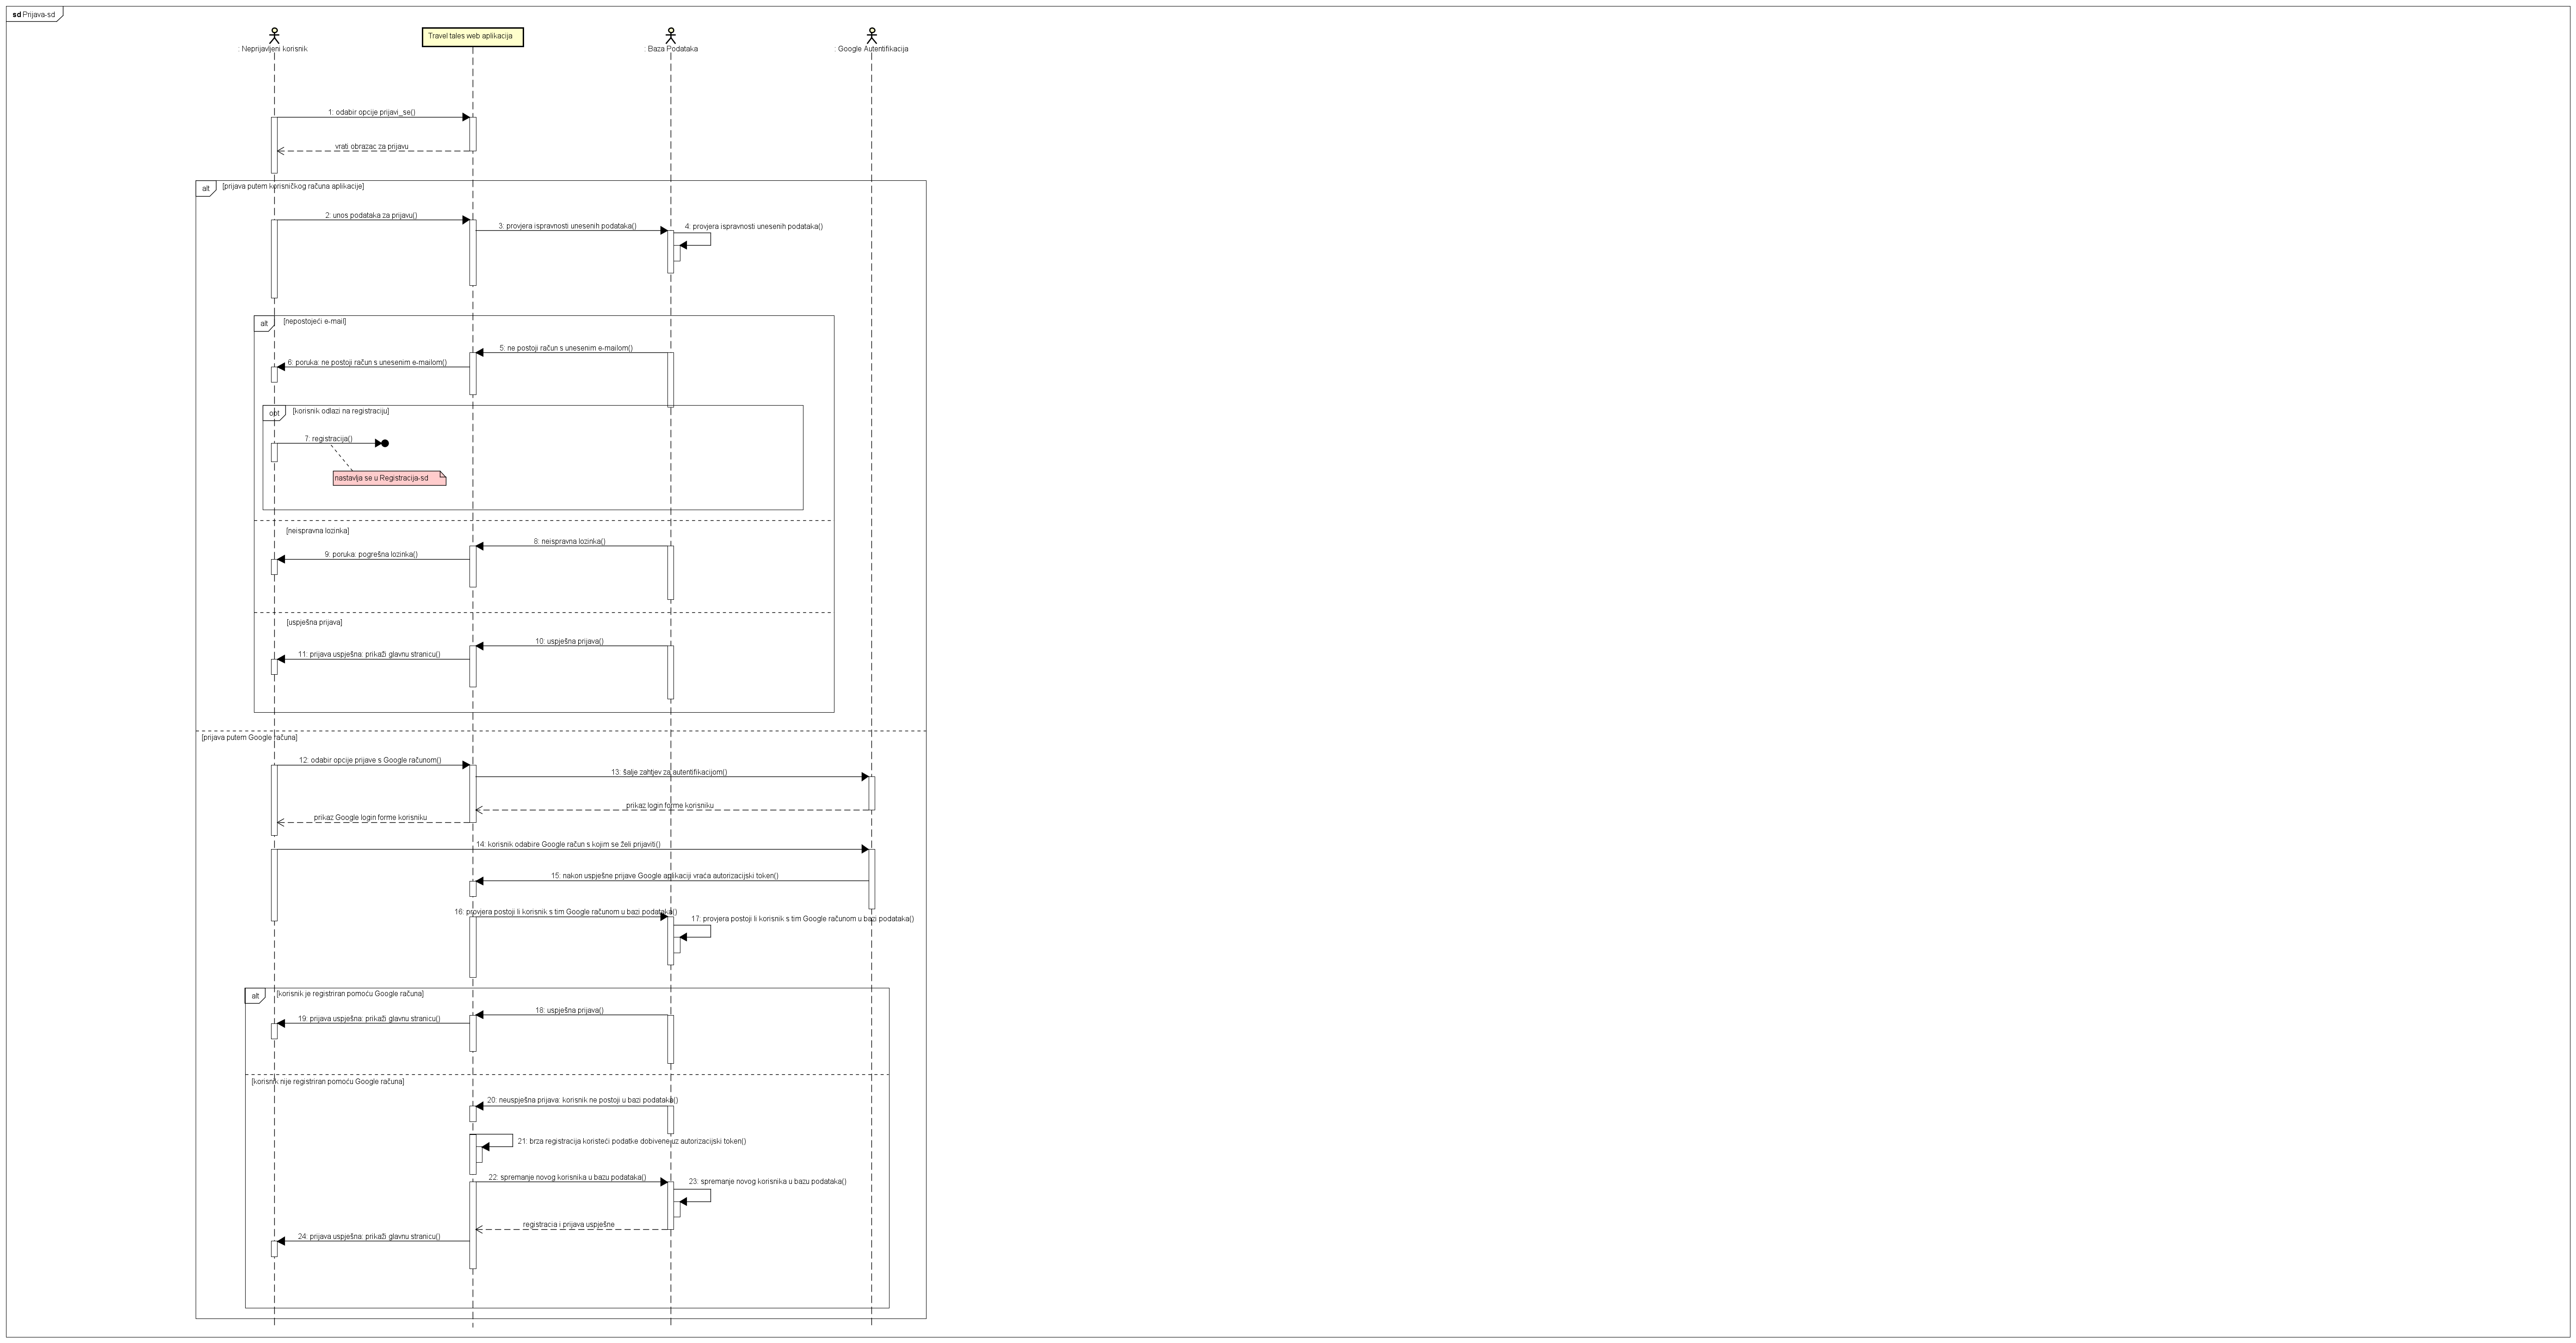 sd Prijava-sd
: Neprijavljeni korisnik
Travel tales web aplikacija
: Baza Podataka
: Google Autentifikacija
1: odabir opcije prijavi_se()
vrati obrazac za prijavu
alt
[prijava putem korisničkog računa aplikacije]
2: unos podataka za prijavu()
3: provjera ispravnosti unesenih podataka()
4: provjera ispravnosti unesenih podataka()
alt
[nepostojeći e-mail]
5: ne postoji račun s unesenim e-mailom()
6: poruka: ne postoji račun s unesenim e-mailom()
opt
[korisnik odlazi na registraciju]
7: registracija()
nastavlja se u Registracija-sd
[neispravna lozinka]
8: neispravna lozinka()
9: poruka: pogrešna lozinka()
[uspješna prijava]
10: uspješna prijava()
11: prijava uspješna: prikaži glavnu stranicu()
[prijava putem Google računa]
12: odabir opcije prijave s Google računom()
13: šalje zahtjev za autentifikacijom()
prikaz login forme korisniku
prikaz Google login forme korisniku
14: korisnik odabire Google račun s kojim se želi prijaviti()
15: nakon uspješne prijave Google aplikaciji vraća autorizacijski token()
16: provjera postoji li korisnik s tim Google računom u bazi podataka()
17: provjera postoji li korisnik s tim Google računom u bazi podataka()
alt
[korisnik je registriran pomoću Google računa]
18: uspješna prijava()
19: prijava uspješna: prikaži glavnu stranicu()
[korisnik nije registriran pomoću Google računa]
20: neuspješna prijava: korisnik ne postoji u bazi podataka()
21: brza registracija koristeći podatke dobivene uz autorizacijski token()
22: spremanje novog korisnika u bazu podataka()
23: spremanje novog korisnika u bazu podataka()
registracia i prijava uspješne
24: prijava uspješna: prikaži glavnu stranicu()